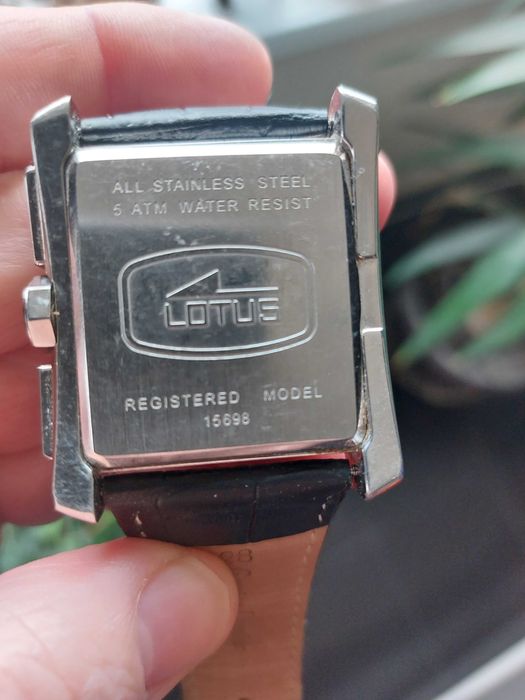 ALL STAINLESS STEEL
5 ATM WATER RESIST
LOTUS
REGISTERED MODEL
15698